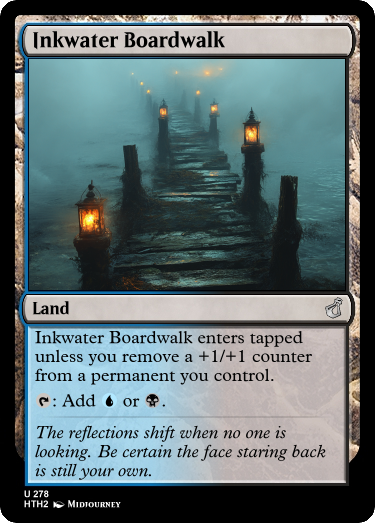 Inkwater Boardwalk
Land
Inkwater Boardwalk enters tapped
unless you remove a +1/+1 counter
from a permanent you control.
: Add or .
The reflections shift when no one is
looking. Be certain the face staring back
is still your own.
U 278
HTH2 Midjourney